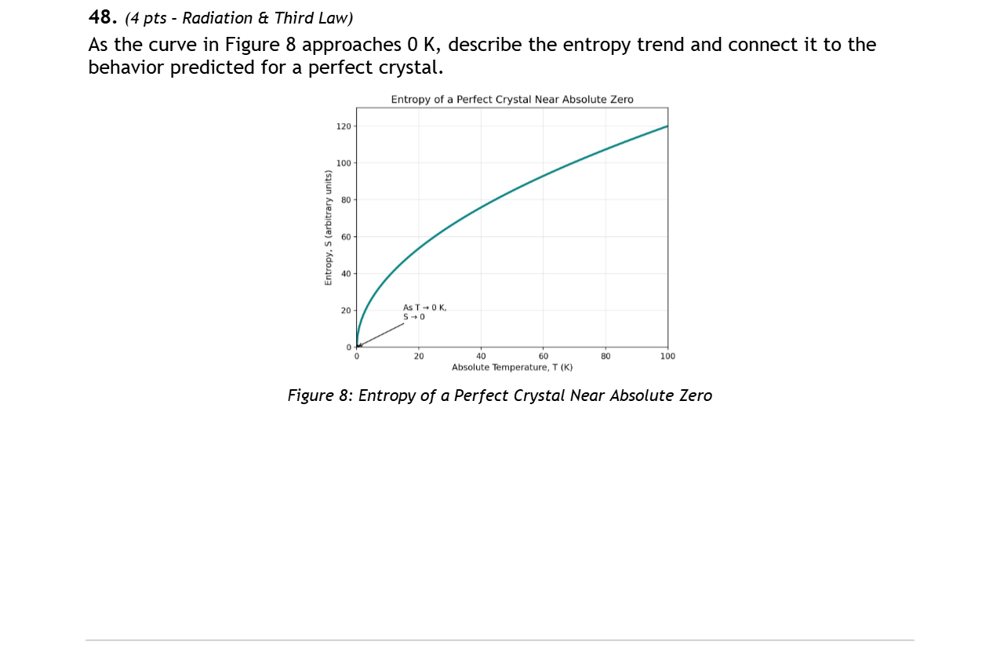 48. (4 pts - Radiation & Third Law)
As the curve in Figure 8 approaches 0 K, describe the entropy trend and connect it to the
behavior predicted for a perfect crystal.
Entropy of a Perfect Crystal Near Absolute Zero
120
100
80
60
40
20
0
Entropy, S (arbitrary units)
As T → 0 K,
S → 0
0 20 40 60 80 100
Absolute Temperature, T (K)
Figure 8: Entropy of a Perfect Crystal Near Absolute Zero